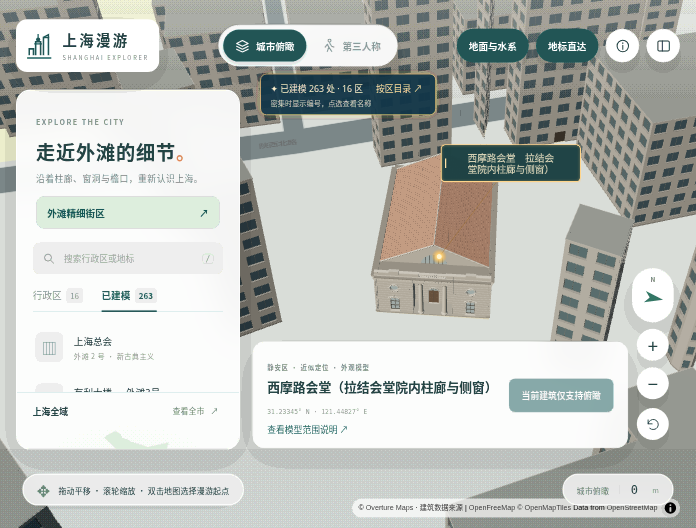 上海漫游
SHANGHAI EXPLORER
城市俯瞰
第三人称
地面与水系
地标直达
✦ 已建模 263 处 · 16 区 按区目录 ↗
密集时显示编号，点选查看名称
EXPLORE THE CITY
走近外滩的细节。
沿着柱廊、窗洞与檐口，重新认识上海。
外滩精细街区 ↗
搜索行政区或地标 /
行政区 16
已建模 263
上海总会
外滩 2 号 · 新古典主义
上海全域
查看全市 ↗
西摩路会堂 拉结会
堂院内柱廊与侧窗）
N
静安区 · 近似定位 · 外观模型
西摩路会堂（拉结会堂院内柱廊与侧窗）
31.23345° N · 121.44827° E
查看模型范围说明 ↗
当前建筑仅支持俯瞰
拖动平移 · 滚轮缩放 · 双击地图选择漫游起点
城市俯瞰 0 m
© Overture Maps · 建筑数据来源 | OpenFreeMap © OpenMapTiles Data from OpenStreetMap